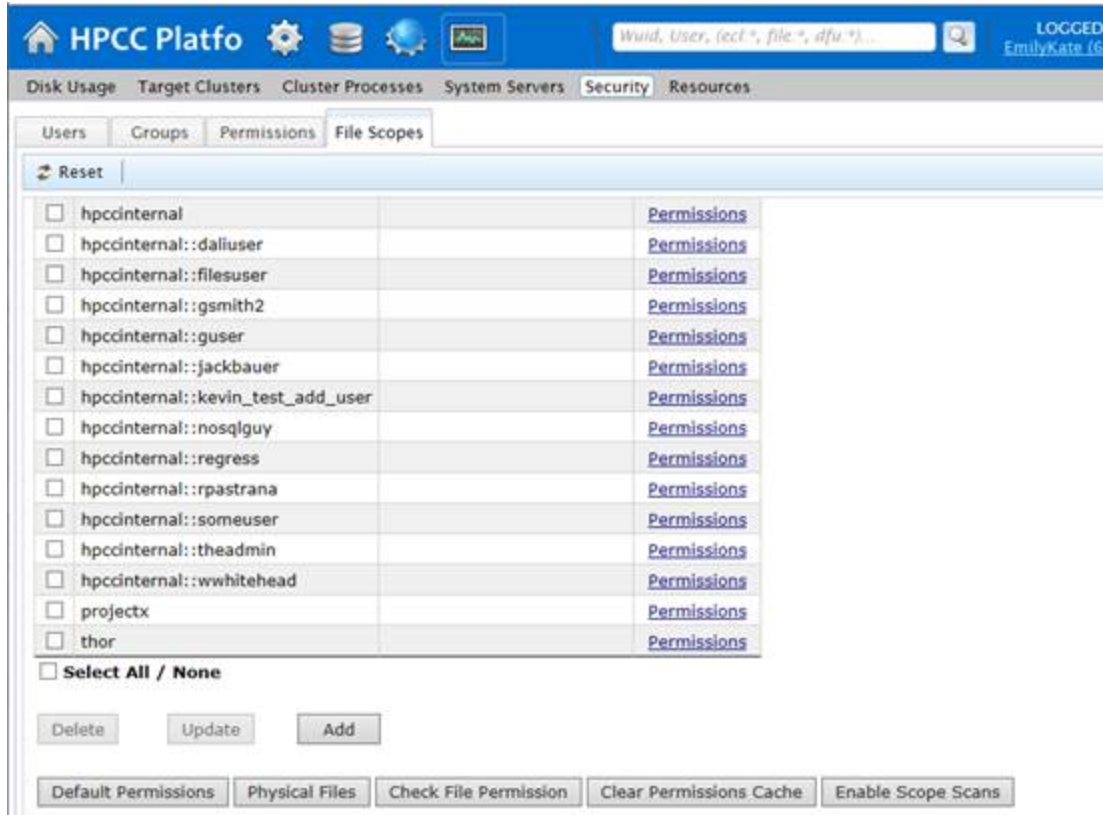 HPCC Platfo
Wuid, User, (ecl:*, file:*, dfu:*)...
LOGGED
EmilyKate (6
Disk Usage Target Clusters Cluster Processes System Servers Security Resources
Users Groups Permissions File Scopes
Reset
hpccinternal Permissions
hpccinternal::daliuser Permissions
hpccinternal::filesuser Permissions
hpccinternal::gsmith2 Permissions
hpccinternal::guser Permissions
hpccinternal::jackbauer Permissions
hpccinternal::kevin_test_add_user Permissions
hpccinternal::nosqlguy Permissions
hpccinternal::regress Permissions
hpccinternal::rpastrana Permissions
hpccinternal::someuser Permissions
hpccinternal::theadmin Permissions
hpccinternal::wwhitehead Permissions
projectx Permissions
thor Permissions
Select All / None
Delete Update Add
Default Permissions Physical Files Check File Permission Clear Permissions Cache Enable Scope Scans